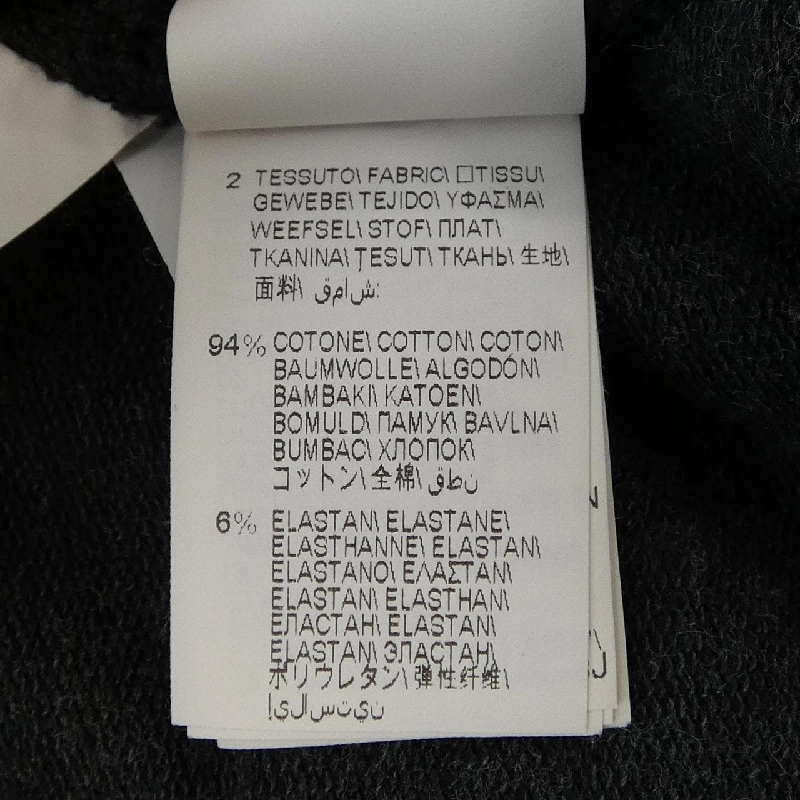 2 TESSUTO\ FABRIC\ □TISSU\
GEWEBE\ TEJIDO\ ΥΦΑΣΜΑ\
WEEFSEL\ STOF\ ПЛАТ\
TKANINA\ ŢESUT\ ТКАНЬ\ 生地\
面料\ قماش:
94% COTONE\ COTTON\ COTON\
BAUMWOLLE\ ALGODÓN\
ΒΑΜΒΑΚΙ\ KATOEN\
BOMULD\ ПАМУК\ BAVLNA\
BUMBAC\ ХЛОПОК\
コットン\ 全棉\ قطن
6% ELASTAN\ ELASTANE\
ELASTHANNE\ ELASTAN\
ELASTANO\ ΕΛΑΣΤΑΝ\
ELASTAN\ ELASTHAN\
ЕЛАСТАН\ ELASTAN\
ELASTAN\ ЭЛАСТАН\
ポリウレタン\ 弹性纤维\
إيلاستين